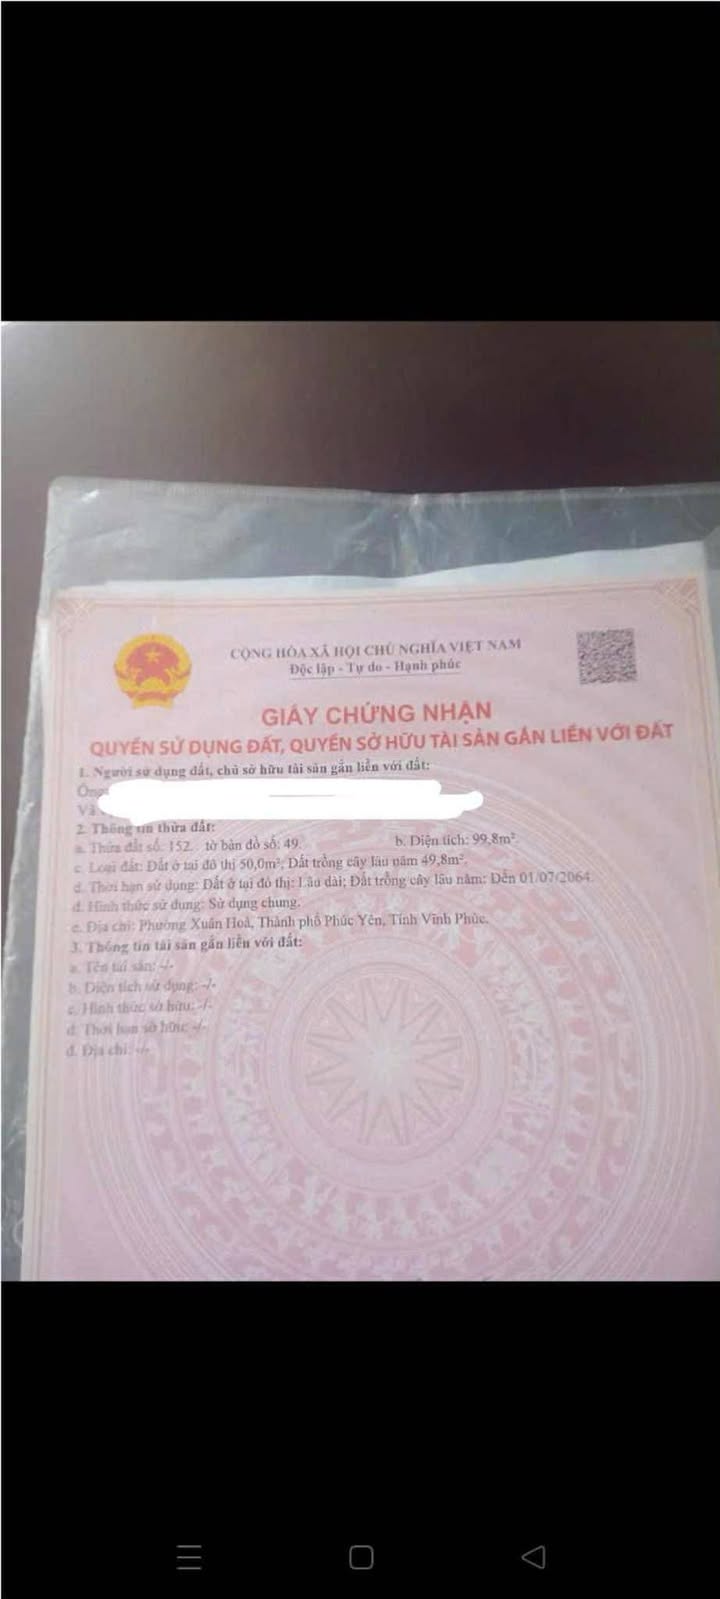 CỘNG HÒA XÃ HỘI CHỦ NGHĨA VIỆT NAM
Độc lập - Tự do - Hạnh phúc
GIẤY CHỨNG NHẬN
QUYỀN SỬ DỤNG ĐẤT, QUYỀN SỞ HỮU TÀI SẢN GẮN LIỀN VỚI ĐẤT
1. Người sử dụng đất, chủ sở hữu tài sản gắn liền với đất:
Ông
Và
2. Thông tin thửa đất:
a. Thửa đất số: 152. tờ bản đồ số: 49. b. Diện tích: 99,8m².
c. Loại đất: Đất ở tại đô thị 50,0m²; Đất trồng cây lâu năm 49,8m².
d. Thời hạn sử dụng: Đất ở tại đô thị: Lâu dài; Đất trồng cây lâu năm: Đến 01/07/2064.
đ. Hình thức sử dụng: Sử dụng chung.
e. Địa chỉ: Phường Xuân Hoà, Thành phố Phúc Yên, Tỉnh Vĩnh Phúc.
3. Thông tin tài sản gắn liền với đất:
a. Tên tài sản: -/-
b. Diện tích sử dụng: -/-
c. Hình thức sở hữu: -/-
d. Thời hạn sở hữu: -/-
đ. Địa chỉ: -/-